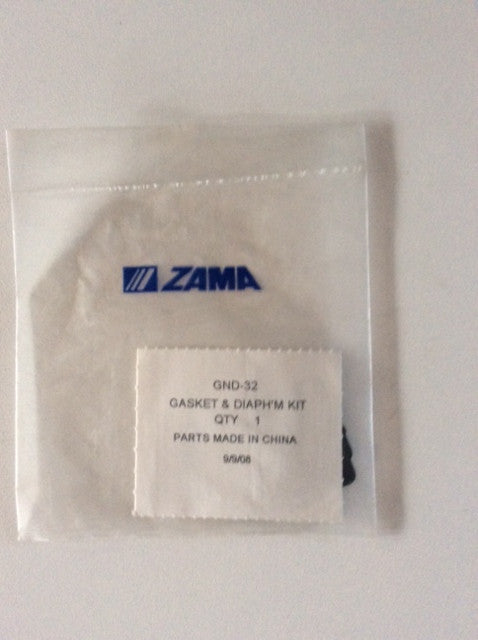 ZAMA
GND-32
GASKET & DIAPH'M KIT
QTY 1
PARTS MADE IN CHINA
9/9/08